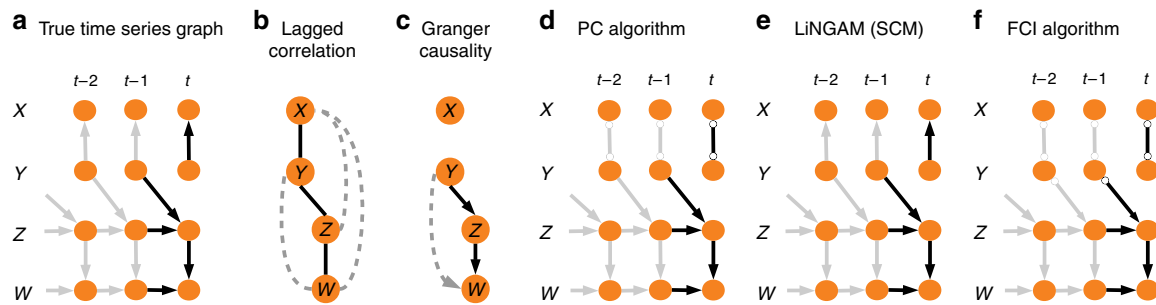 a True time series graph
t–2 t–1 t
X
Y
Z
W
b Lagged
correlation
X
Y
Z
W
c Granger
causality
X
Y
Z
W
d PC algorithm
t–2 t–1 t
X
Y
Z
W
e LiNGAM (SCM)
t–2 t–1 t
X
Y
Z
W
f FCI algorithm
t–2 t–1 t
X
Y
Z
W